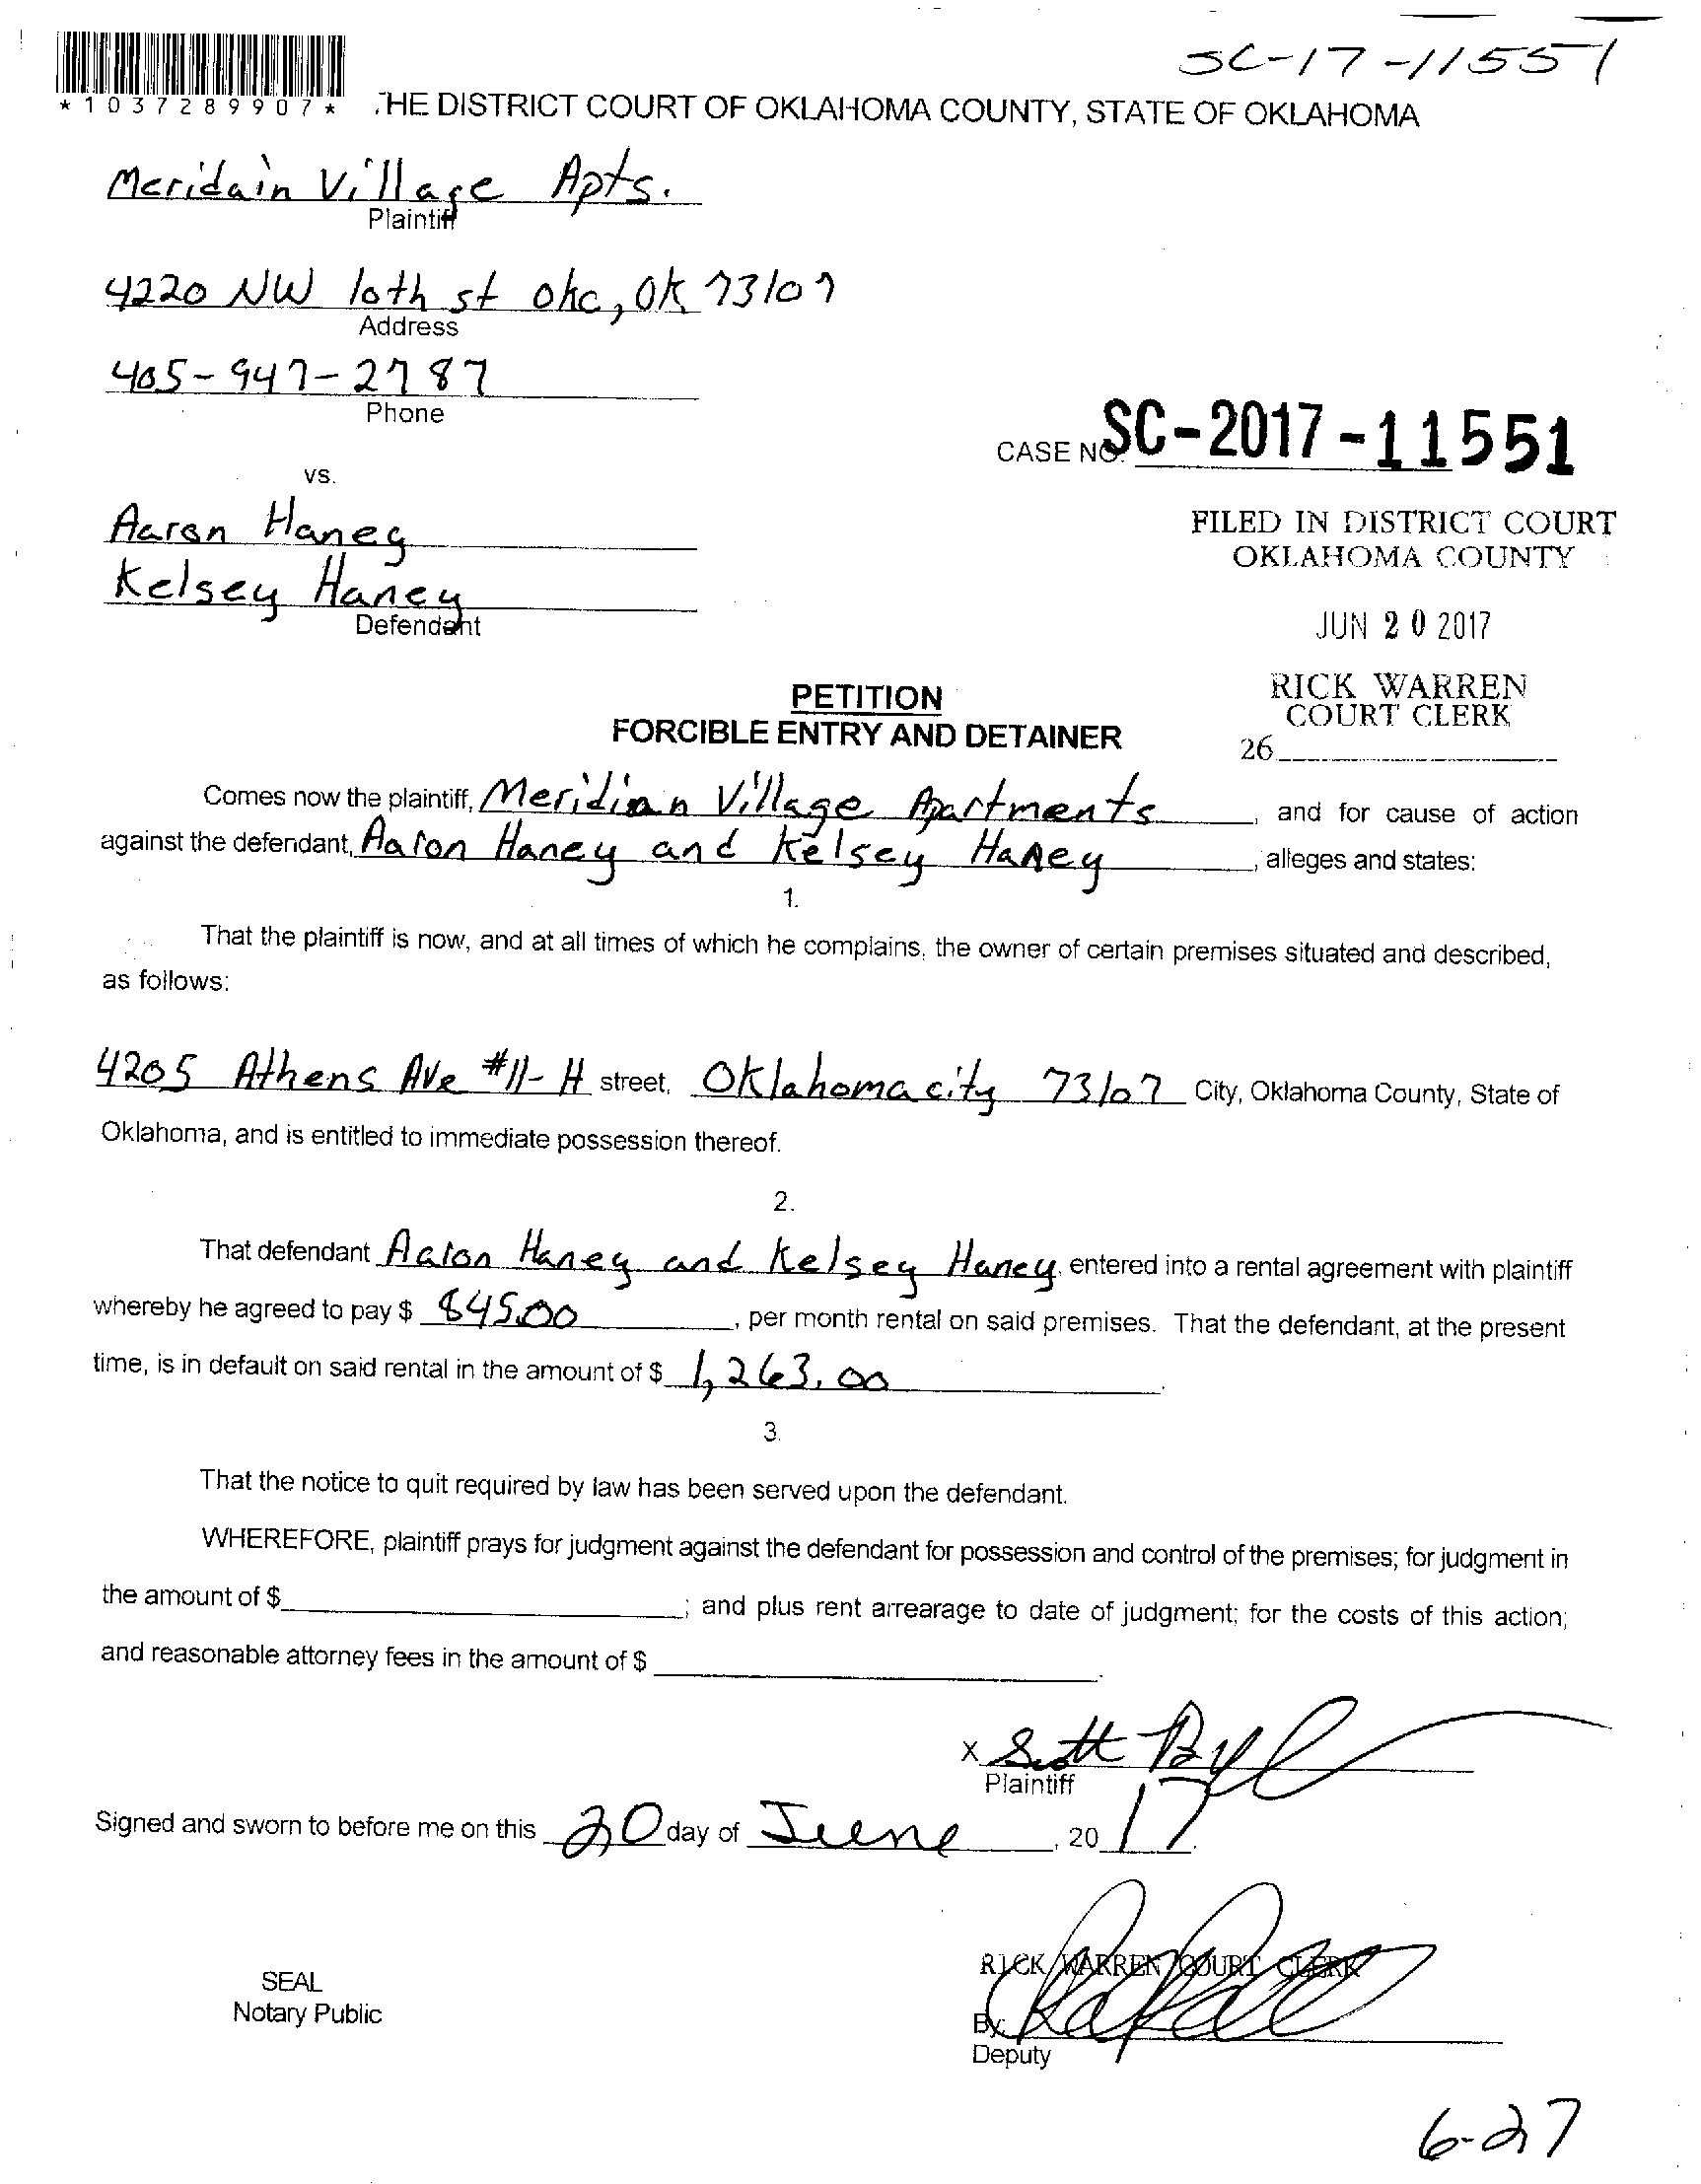 SC-17-11551
*1037289907*
THE DISTRICT COURT OF OKLAHOMA COUNTY, STATE OF OKLAHOMA
Meridain Village Apts.
Plaintiff
4220 NW 10th st okc, OK 73107
Address
405-947-2787
Phone
CASE NO. SC-2017-11551
vs.
Aaron Haney
Kelsey Haney
Defendant
FILED IN DISTRICT COURT
OKLAHOMA COUNTY
JUN 20 2017
RICK WARREN
COURT CLERK
26
PETITION
FORCIBLE ENTRY AND DETAINER
Comes now the plaintiff, Meridian Village Apartments, and for cause of action
against the defendant, Aaron Haney and Kelsey Haney, alleges and states:
1.
That the plaintiff is now, and at all times of which he complains, the owner of certain premises situated and described,
as follows:
4205 Athens Ave #11-H street, Oklahoma city 73107 City, Oklahoma County, State of
Oklahoma, and is entitled to immediate possession thereof.
2.
That defendant Aaron Haney and Kelsey Haney, entered into a rental agreement with plaintiff
whereby he agreed to pay $ 845.00, per month rental on said premises. That the defendant, at the present
time, is in default on said rental in the amount of $ 1,263.00.
3.
That the notice to quit required by law has been served upon the defendant.
WHEREFORE, plaintiff prays for judgment against the defendant for possession and control of the premises; for judgment in
the amount of $ ; and plus rent arrearage to date of judgment; for the costs of this action;
and reasonable attorney fees in the amount of $ .
X Scott
Plaintiff
Signed and sworn to before me on this 20 day of June, 2017.
RICK WARREN COURT CLERK
SEAL
Notary Public
By:
Deputy
6-27